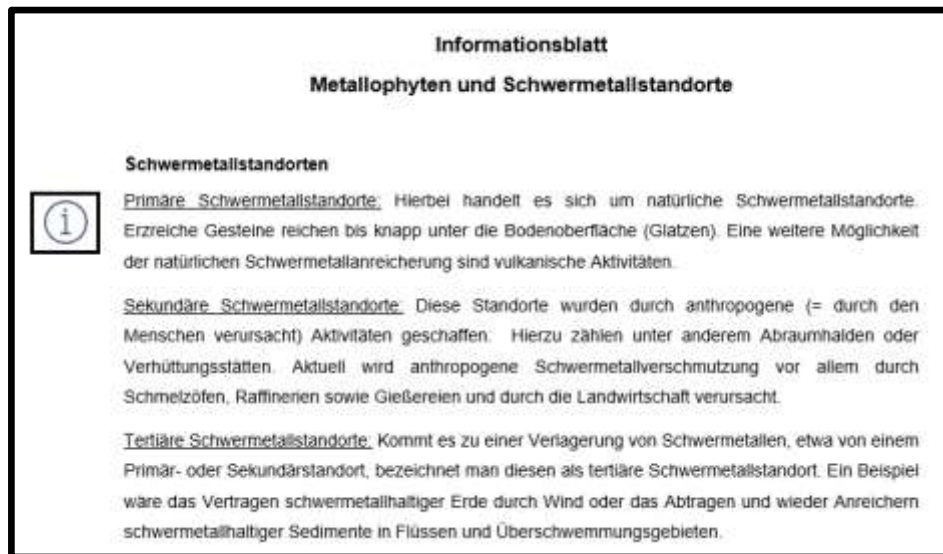 Informationsblatt
Metallophyten und Schwermetallstandorte
Schwermetallstandorten
Primäre Schwermetallstandorte: Hierbei handelt es sich um natürliche Schwermetallstandorte.
Erzreiche Gesteine reichen bis knapp unter die Bodenoberfläche (Glatzen). Eine weitere Möglichkeit
der natürlichen Schwermetallanreicherung sind vulkanische Aktivitäten.
Sekundäre Schwermetallstandorte: Diese Standorte wurden durch anthropogene (= durch den
Menschen verursacht) Aktivitäten geschaffen. Hierzu zählen unter anderem Abraumhalden oder
Verhüttungsstätten. Aktuell wird anthropogene Schwermetallverschmutzung vor allem durch
Schmelzöfen, Raffinerien sowie Gießereien und durch die Landwirtschaft verursacht.
Tertiäre Schwermetallstandorte: Kommt es zu einer Verlagerung von Schwermetallen, etwa von einem
Primär- oder Sekundärstandort, bezeichnet man diesen als tertiäre Schwermetallstandort. Ein Beispiel
wäre das Vertragen schwermetallhaltiger Erde durch Wind oder das Abtragen und wieder Anreichern
schwermetallhaltiger Sedimente in Flüssen und Überschwemmungsgebieten.